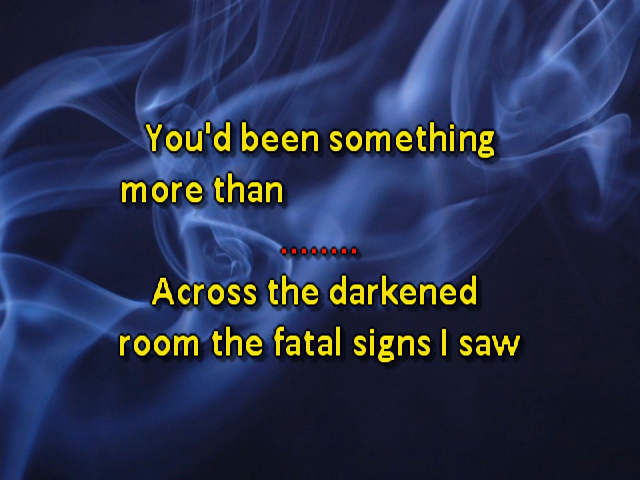 You'd been something
more than
........
Across the darkened
room the fatal signs I saw